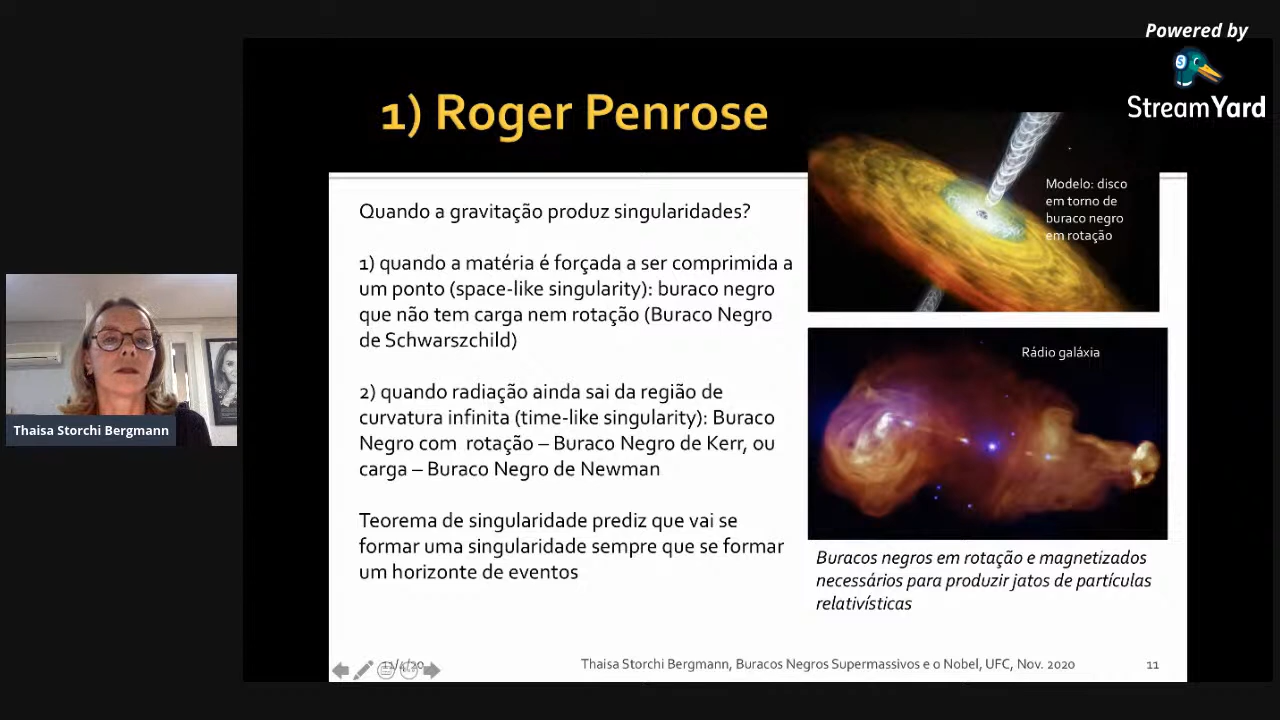 Powered by
StreamYard
1) Roger Penrose
Quando a gravitação produz singularidades?
1) quando a matéria é forçada a ser comprimida a
um ponto (space-like singularity): buraco negro
que não tem carga nem rotação (Buraco Negro
de Schwarszchild)
2) quando radiação ainda sai da região de
curvatura infinita (time-like singularity): Buraco
Negro com rotação – Buraco Negro de Kerr, ou
carga – Buraco Negro de Newman
Teorema de singularidade prediz que vai se
formar uma singularidade sempre que se formar
um horizonte de eventos
Modelo: disco
em torno de
buraco negro
em rotação
Rádio galáxia
Buracos negros em rotação e magnetizados
necessários para produzir jatos de partículas
relativísticas
Thaisa Storchi Bergmann
11/4/20
Thaisa Storchi Bergmann, Buracos Negros Supermassivos e o Nobel, UFC, Nov. 2020
11